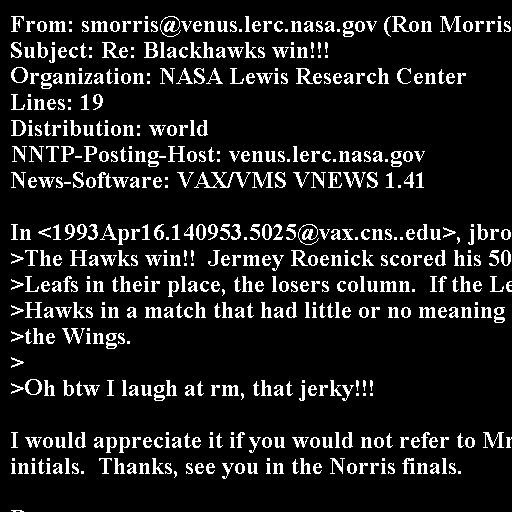 From: smorris@venus.lerc.nasa.gov (Ron Morris
Subject: Re: Blackhawks win!!!
Organization: NASA Lewis Research Center
Lines: 19
Distribution: world
NNTP-Posting-Host: venus.lerc.nasa.gov
News-Software: VAX/VMS VNEWS 1.41
In <1993Apr16.140953.5025@vax.cns..edu>, jbro
>The Hawks win!!  Jermey Roenick scored his 50
>Leafs in their place, the losers column.  If the Le
>Hawks in a match that had little or no meaning
>the Wings.
>
>Oh btw I laugh at rm, that jerky!!!
I would appreciate it if you would not refer to Mr
initials.  Thanks, see you in the Norris finals.